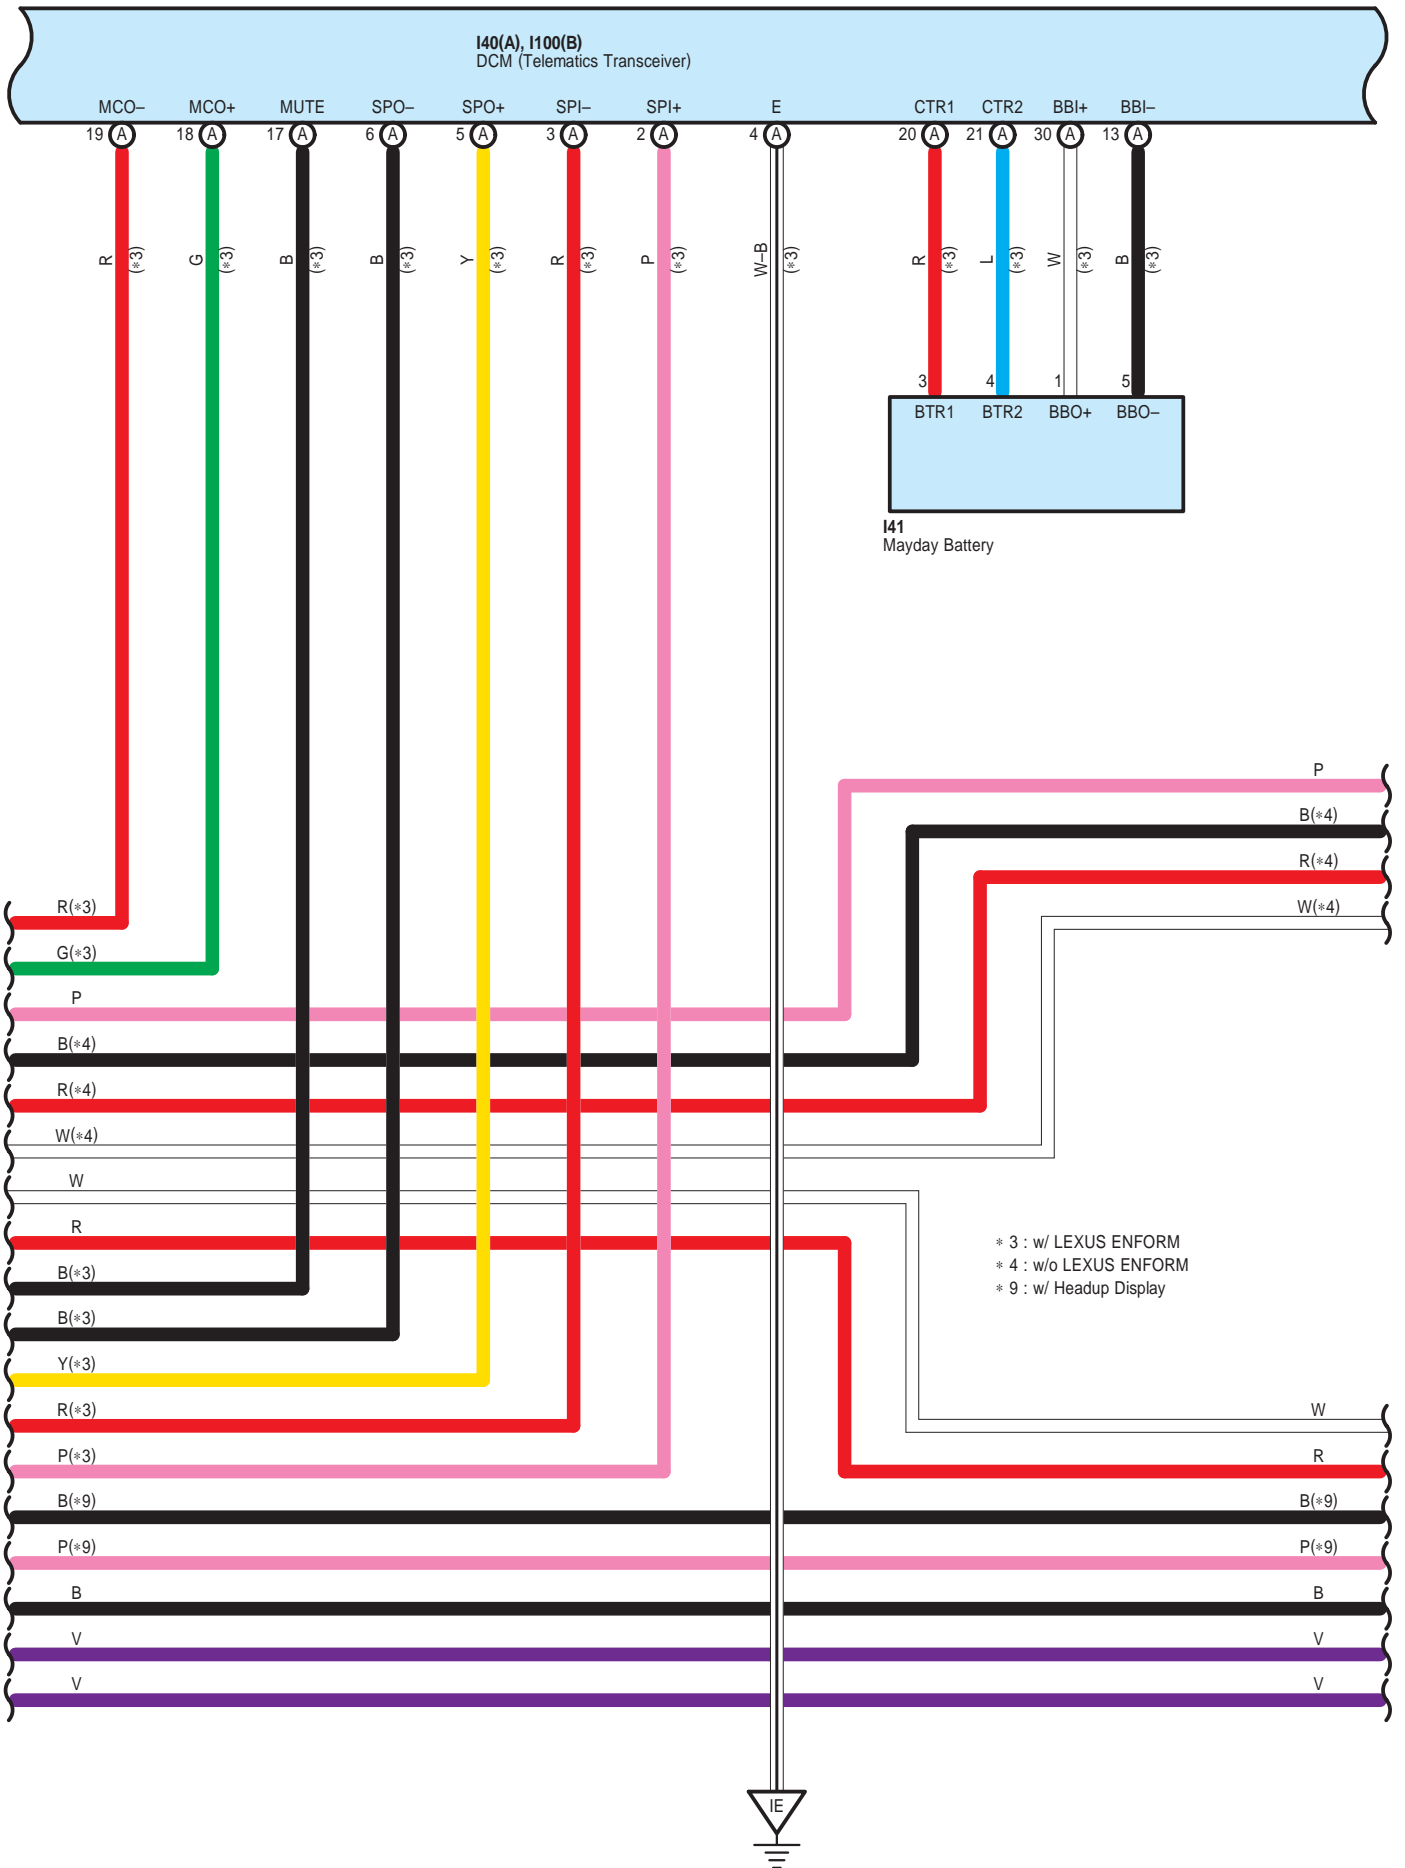 I40(A), I100(B)
DCM (Telematics Transceiver)
MCO– MCO+ MUTE SPO– SPO+ SPI– SPI+ E CTR1 CTR2 BBI+ BBI–
19 A 18 A 17 A 6 A 5 A 3 A 2 A 4 A 20 A 21 A 30 A 13 A
R (*3) G (*3) B (*3) B (*3) Y (*3) R (*3) P (*3) W–B (*3) R (*3) L (*3) W (*3) B (*3)
3 4 1 5
BTR1 BTR2 BBO+ BBO–
I41
Mayday Battery
P
B(*4)
R(*4)
R(*3) W(*4)
G(*3)
P
B(*4)
R(*4)
W(*4)
W
R
* 3 : w/ LEXUS ENFORM
* 4 : w/o LEXUS ENFORM
B(*3) * 9 : w/ Headup Display
B(*3)
Y(*3)
R(*3) W
P(*3) R
B(*9) B(*9)
P(*9) P(*9)
B B
V V
V V
IE